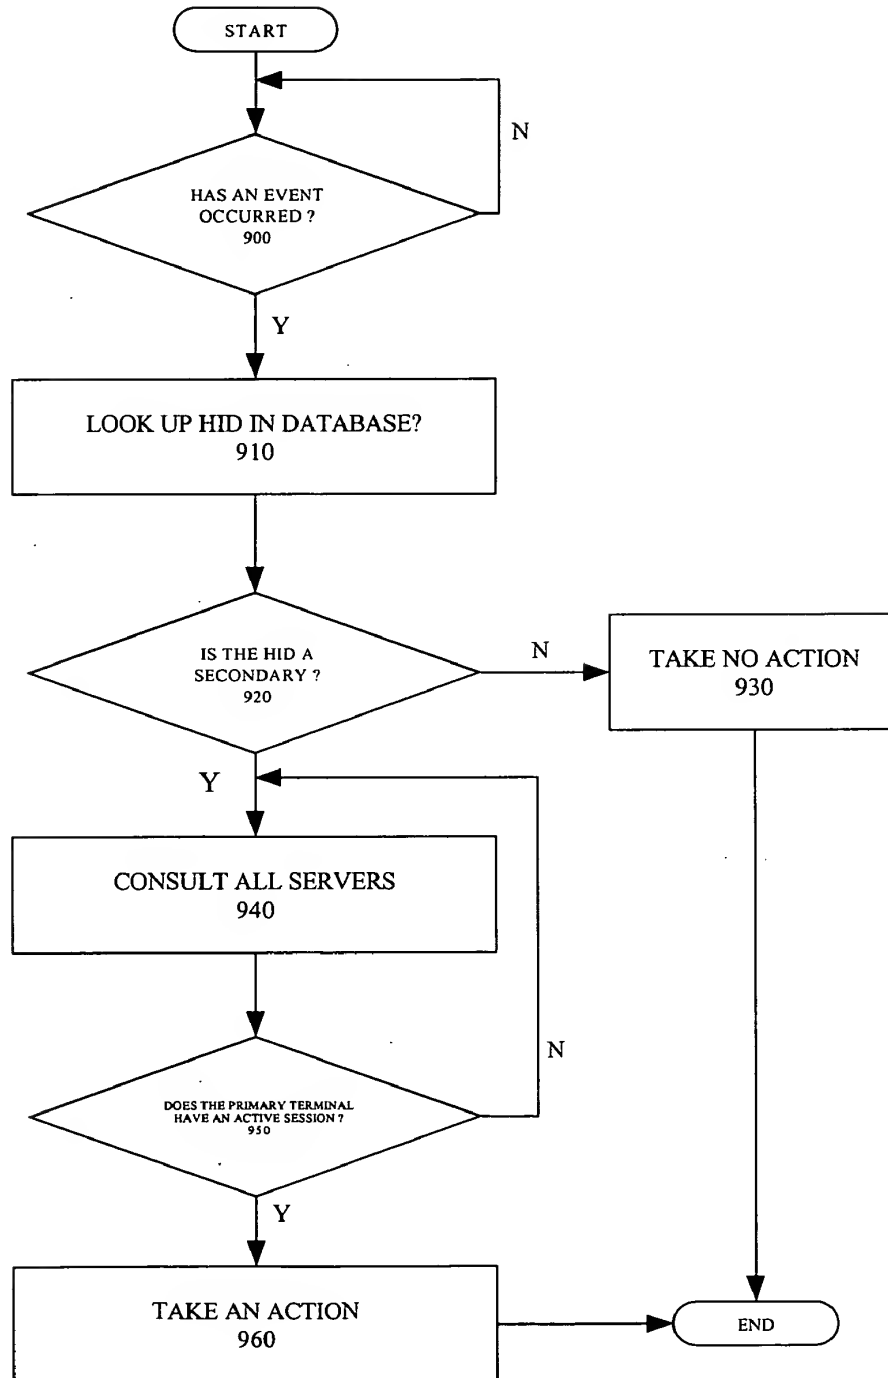 START
N
HAS AN EVENT
OCCURRED ?
900
Y
LOOK UP HID IN DATABASE?
910
IS THE HID A
SECONDARY ?
920
N
TAKE NO ACTION
930
Y
CONSULT ALL SERVERS
940
N
DOES THE PRIMARY TERMINAL
HAVE AN ACTIVE SESSION ?
950
Y
TAKE AN ACTION
960
END